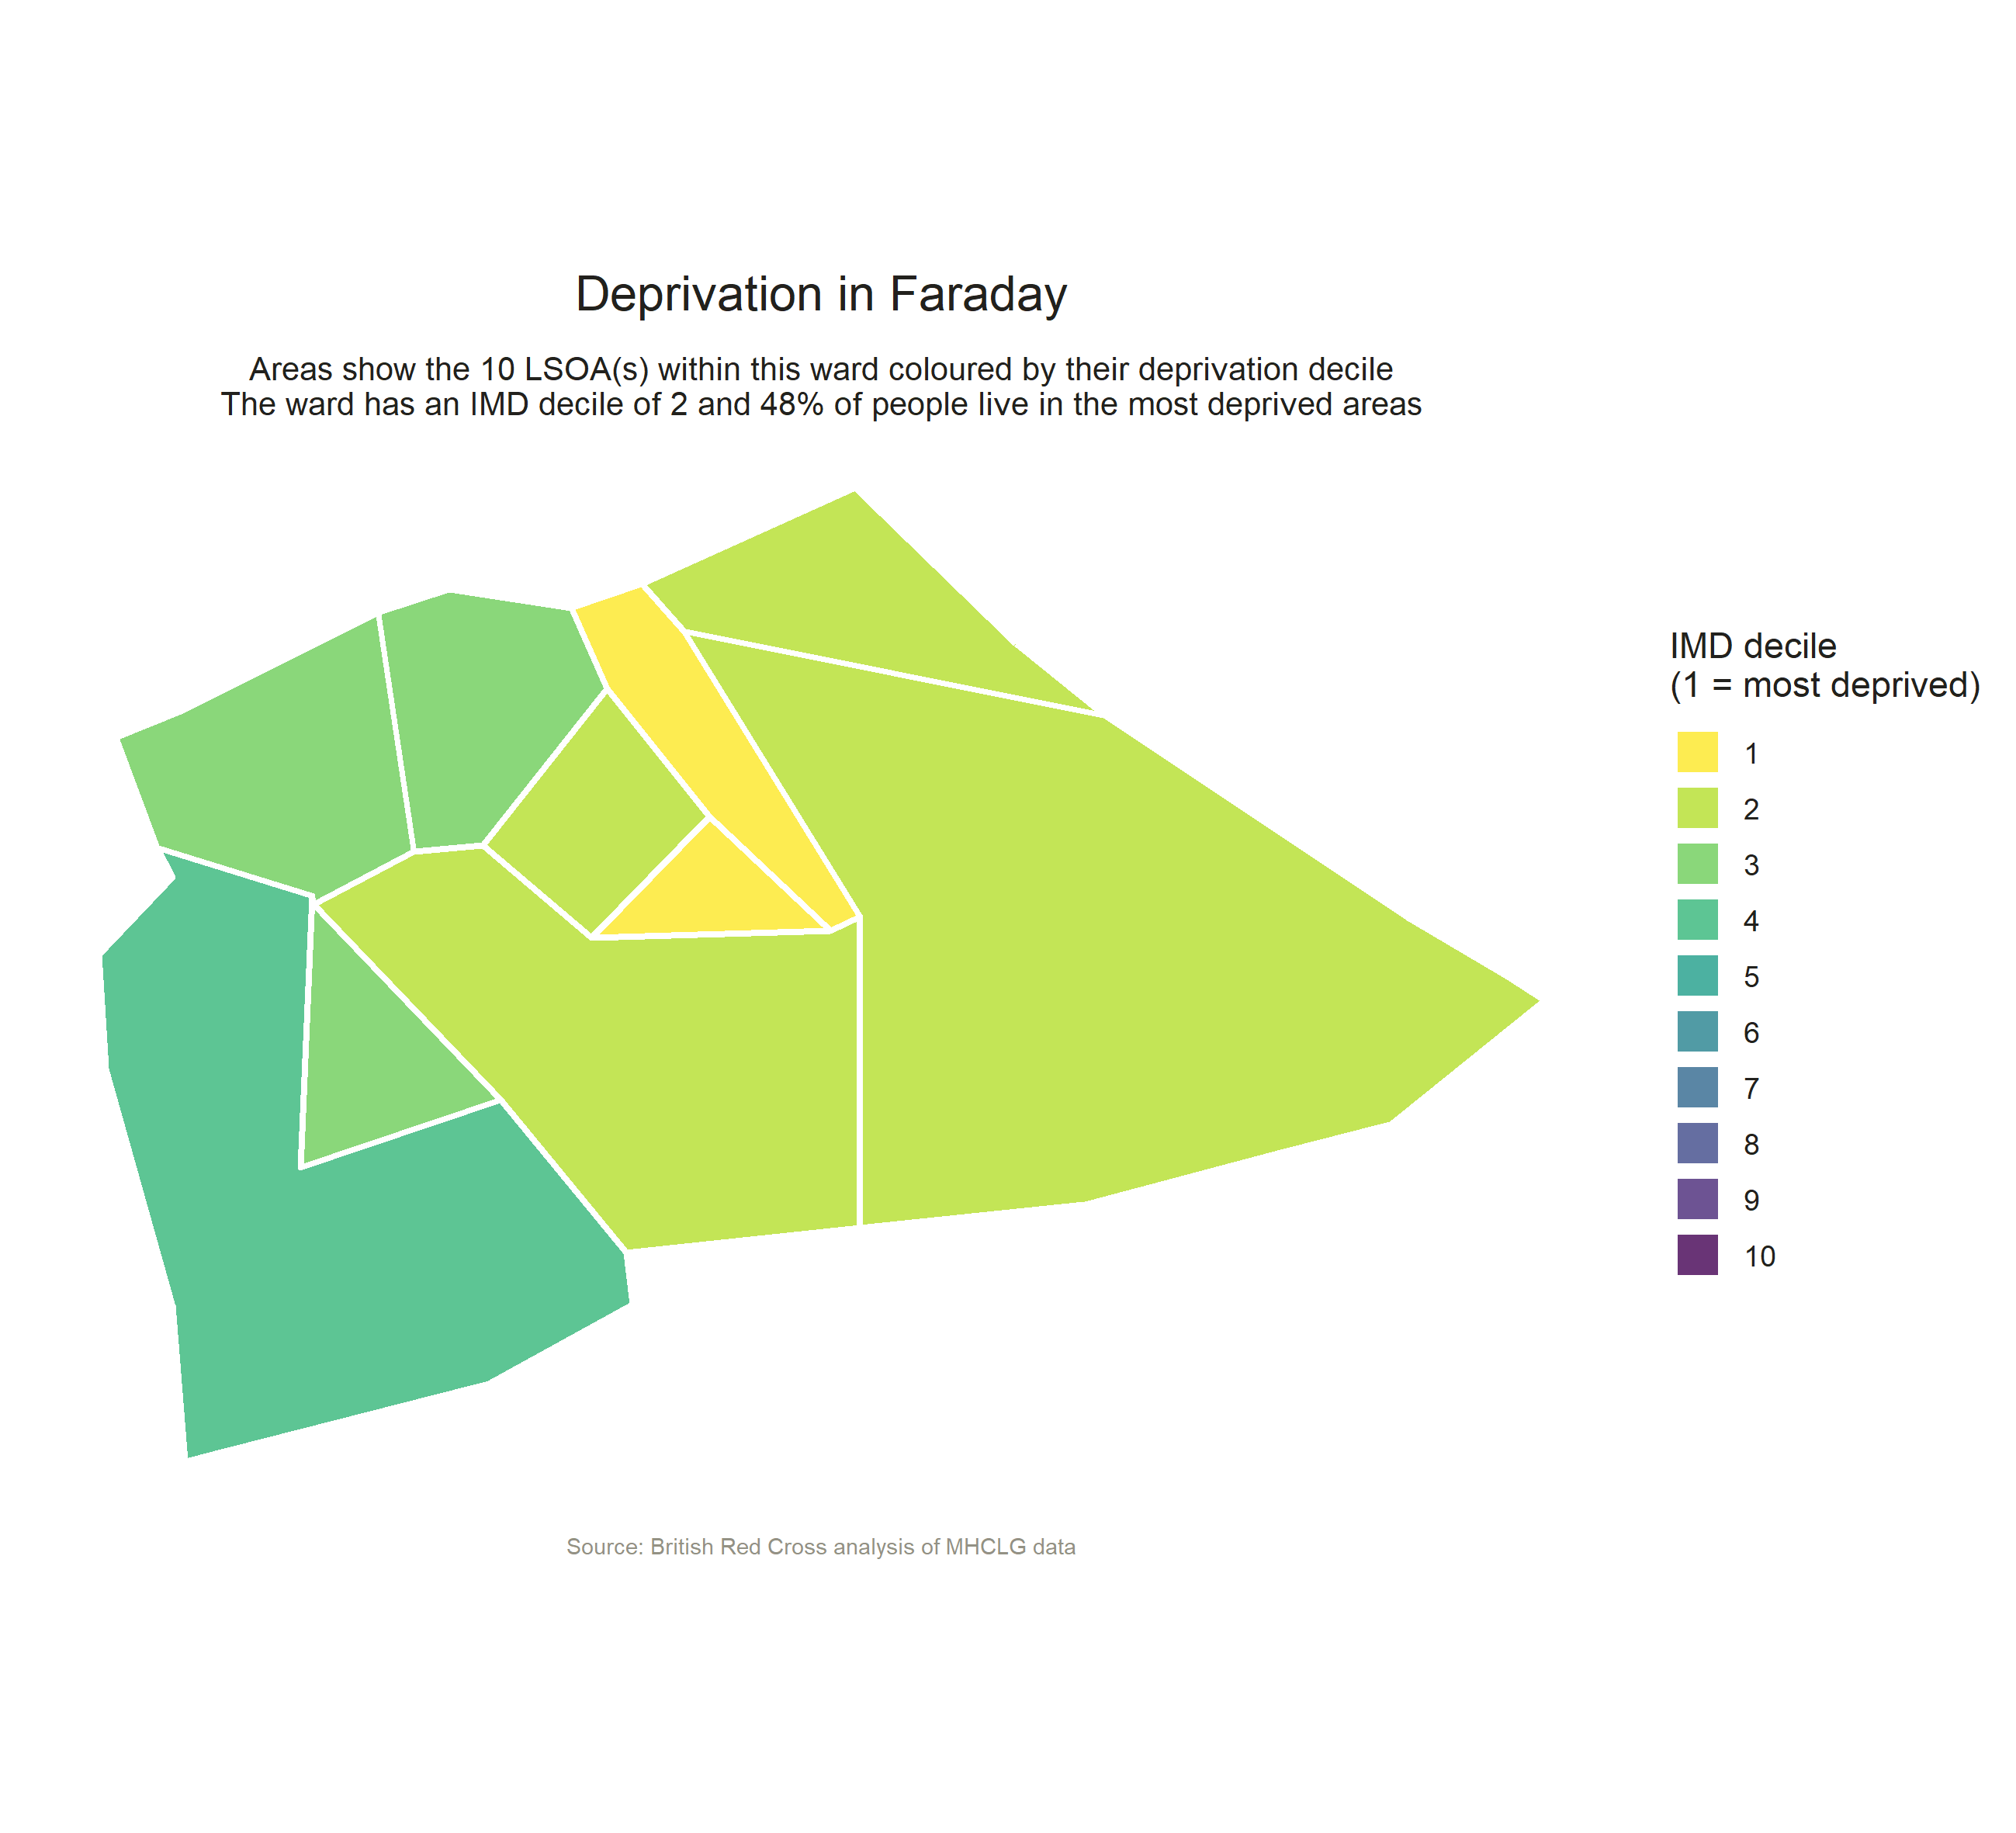 Deprivation in Faraday
Areas show the 10 LSOA(s) within this ward coloured by their deprivation decile
The ward has an IMD decile of 2 and 48% of people live in the most deprived areas
IMD decile
(1 = most deprived)
1
2
3
4
5
6
7
8
9
10
Source: British Red Cross analysis of MHCLG data